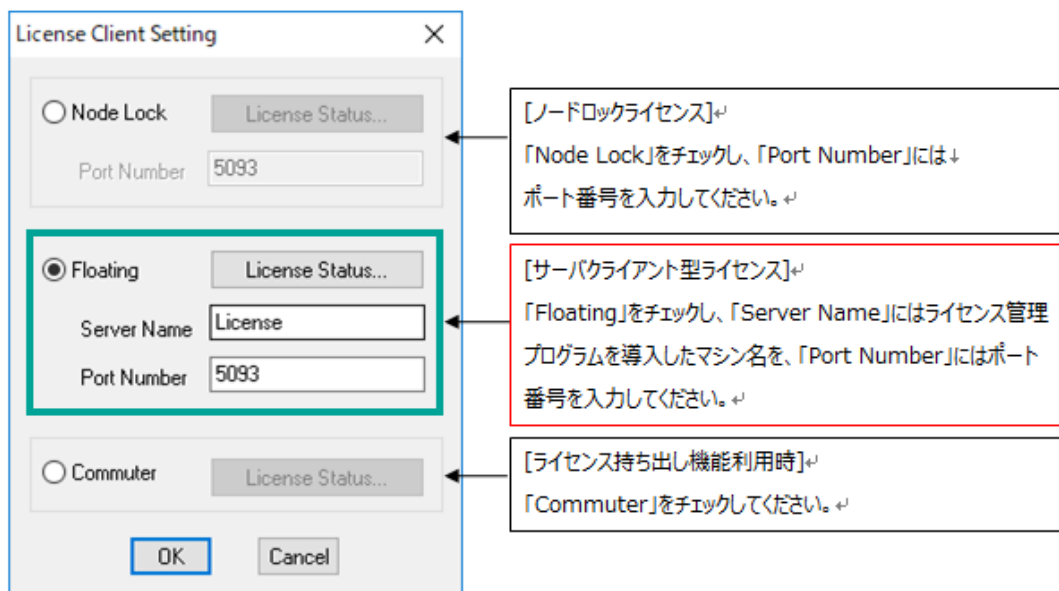 License Client Setting
Node Lock
License Status...
Port Number
5093
Floating
License Status...
Server Name
License
Port Number
5093
Commuter
License Status...
OK
Cancel
[ノードロックライセンス]↵
「Node Lock」をチェックし、「Port Number」には↓
ポート番号を入力してください。↵
[サーバクライアント型ライセンス]↵
「Floating」をチェックし、「Server Name」にはライセンス管理
プログラムを導入したマシン名を、「Port Number」にはポート
番号を入力してください。↵
[ライセンス持ち出し機能利用時]↵
「Commuter」をチェックしてください。↵